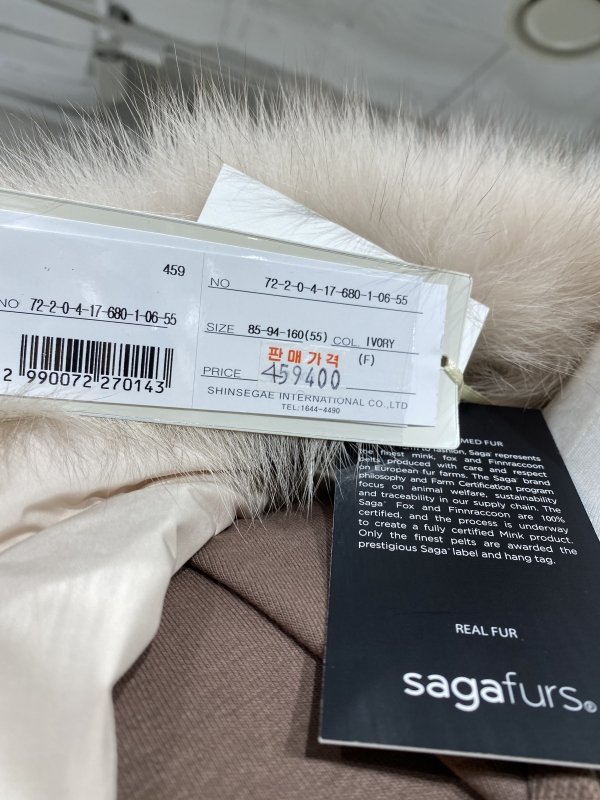 459
NO 72-2-0-4-17-680-1-06-55
2 990072 270143
NO 72-2-0-4-17-680-1-06-55
SIZE 85-94-160(55) COL. IVORY
판매가격 (F)
PRICE 459400
SHINSEGAE INTERNATIONAL CO.,LTD
TEL:1644-4490
FUR
to fashion, Saga® represents
the finest mink, fox and Finnraccoon
pelts produced with care and respect
on European fur farms. The Saga® brand
philosophy and Farm Certification program
focus on animal welfare, sustainability
and traceability in our supply chain. The
Saga® Fox and Finnraccoon are 100%
certified, and the process is underway
to create a fully certified Mink product.
Only the finest pelts are awarded the
prestigious Saga® label and hang tag.
REAL FUR
sagafurs®